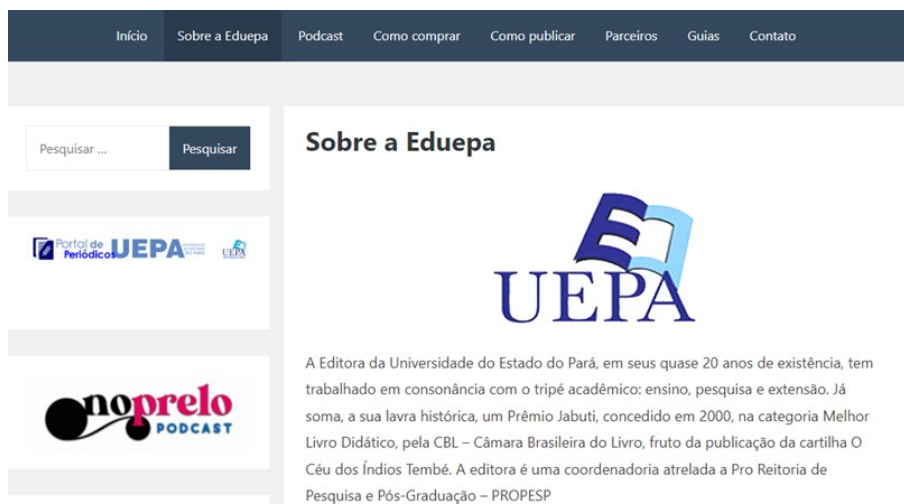 Início Sobre a Eduepa Podcast Como comprar Como publicar Parceiros Guias Contato
Pesquisar ... Pesquisar
Portal de
Periódicos UEPA
noprelo
PODCAST
Sobre a Eduepa
UEPA
A Editora da Universidade do Estado do Pará, em seus quase 20 anos de existência, tem
trabalhado em consonância com o tripé acadêmico: ensino, pesquisa e extensão. Já
soma, a sua lavra histórica, um Prêmio Jabuti, concedido em 2000, na categoria Melhor
Livro Didático, pela CBL – Câmara Brasileira do Livro, fruto da publicação da cartilha O
Céu dos Índios Tembé. A editora é uma coordenadoria atrelada a Pro Reitoria de
Pesquisa e Pós-Graduação – PROPESP